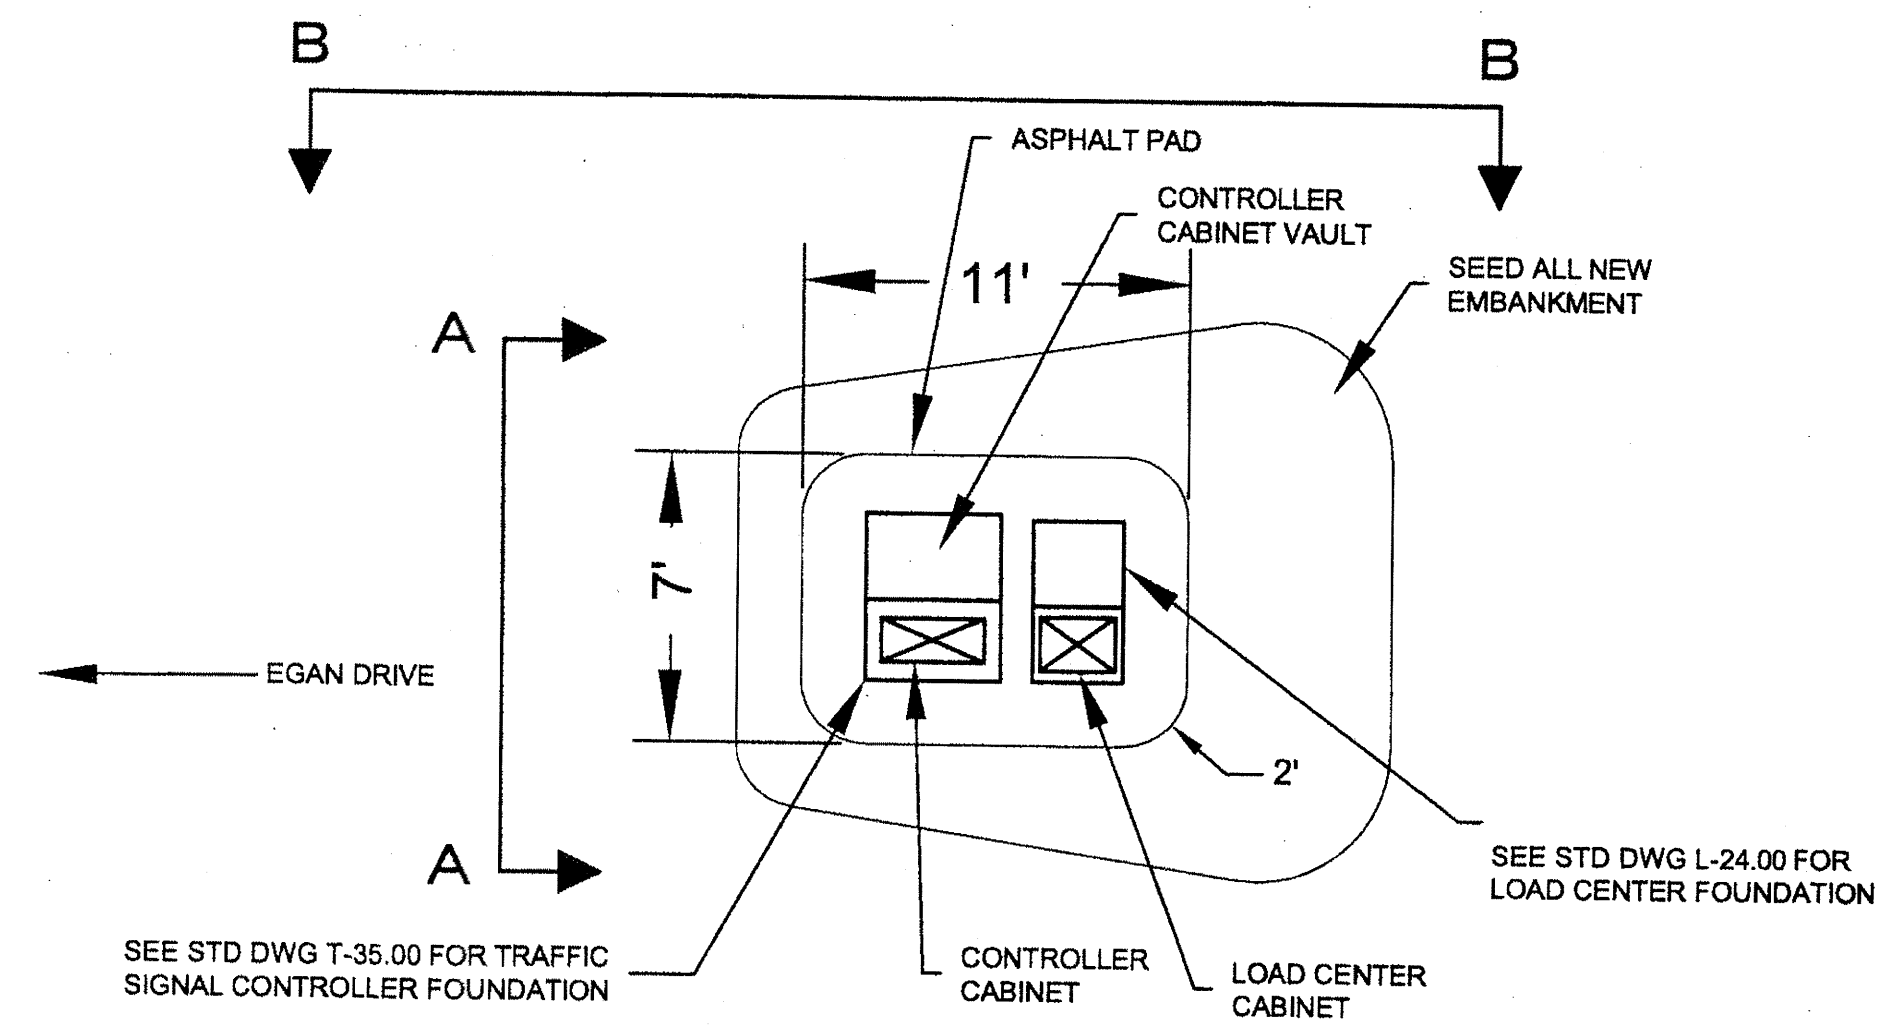 B
B
ASPHALT PAD
CONTROLLER
CABINET VAULT
11'
SEED ALL NEW
EMBANKMENT
A
7'
EGAN DRIVE
2'
A
SEE STD DWG L-24.00 FOR
LOAD CENTER FOUNDATION
SEE STD DWG T-35.00 FOR TRAFFIC
SIGNAL CONTROLLER FOUNDATION
CONTROLLER
CABINET
LOAD CENTER
CABINET